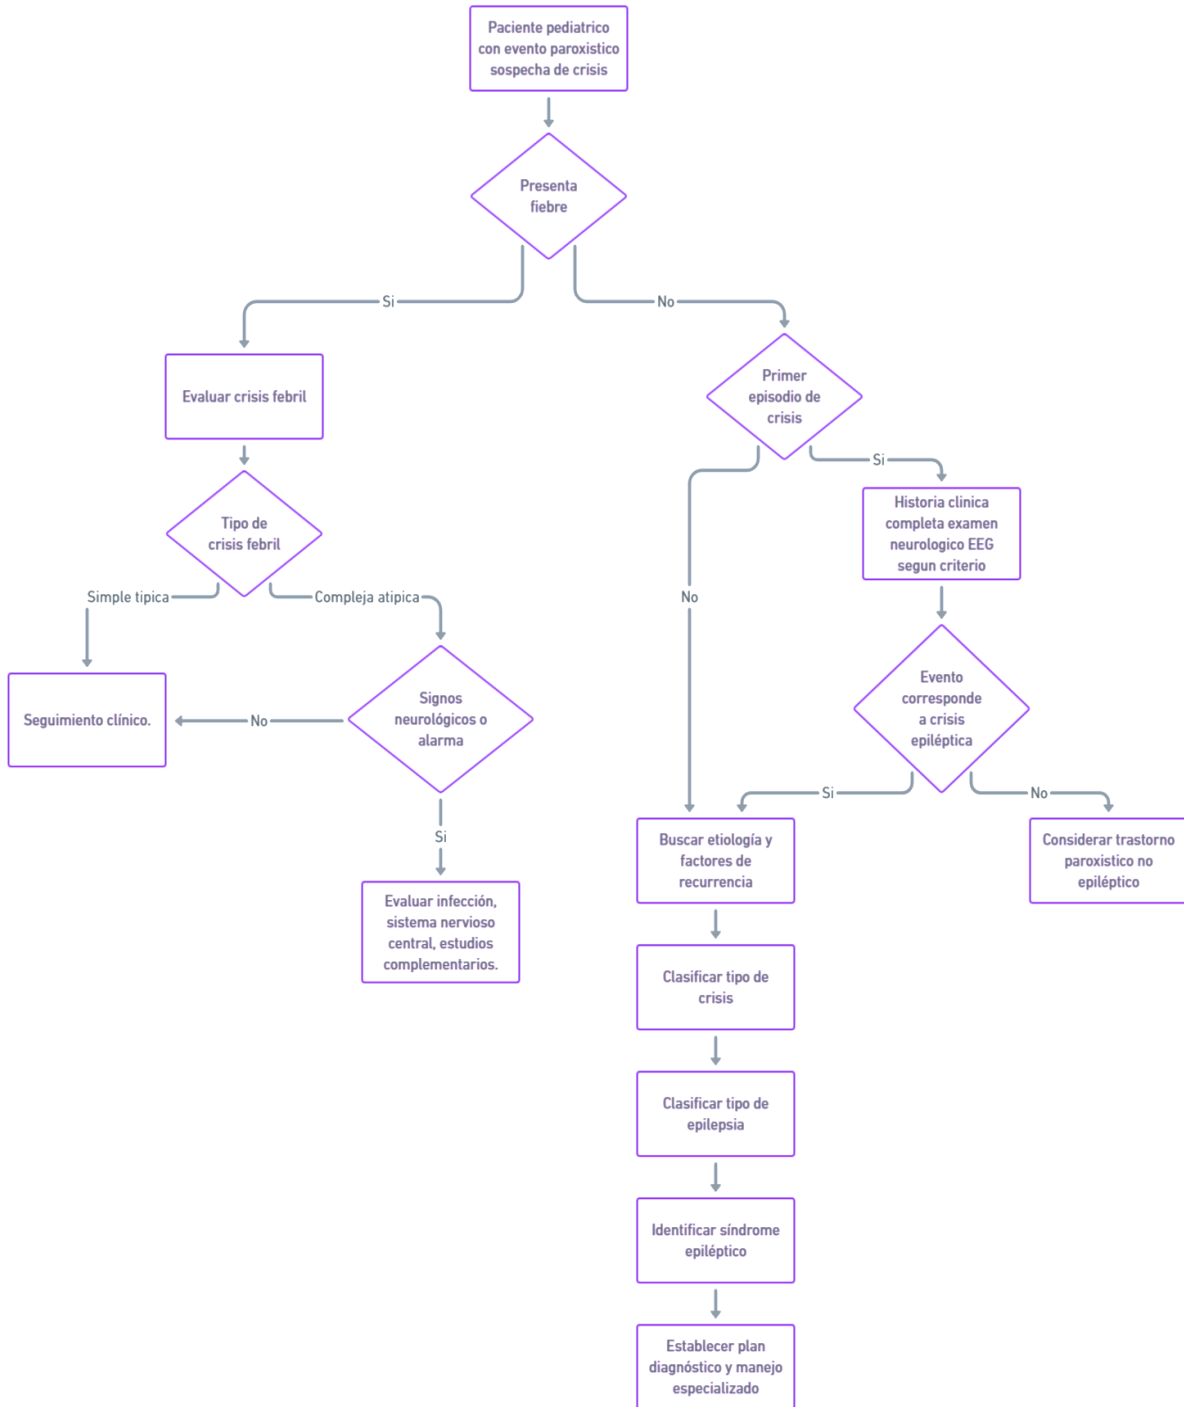 Paciente pediatrico
con evento paroxistico
sospecha de crisis
Presenta
fiebre
Si
No
Evaluar crisis febril
Primer
episodio de
crisis
Si
Tipo de
crisis febril
Historia clinica
completa examen
neurologico EEG
segun criterio
Simple tipica
Compleja atipica
No
Signos
neurológicos o
alarma
Evento
corresponde
a crisis
epiléptica
Seguimiento clínico.
No
Si
Si
No
Buscar etiología y
factores de
recurrencia
Considerar trastorno
paroxistico no
epiléptico
Evaluar infección,
sistema nervioso
central, estudios
complementarios.
Clasificar tipo de
crisis
Clasificar tipo de
epilepsia
Identificar síndrome
epiléptico
Establecer plan
diagnóstico y manejo
especializado